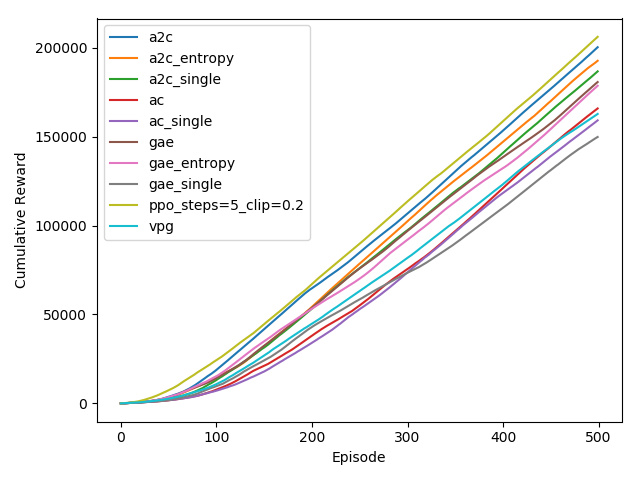 200000
150000
100000
50000
0
Cumulative Reward
a2c
a2c_entropy
a2c_single
ac
ac_single
gae
gae_entropy
gae_single
ppo_steps=5_clip=0.2
vpg
0 100 200 300 400 500
Episode